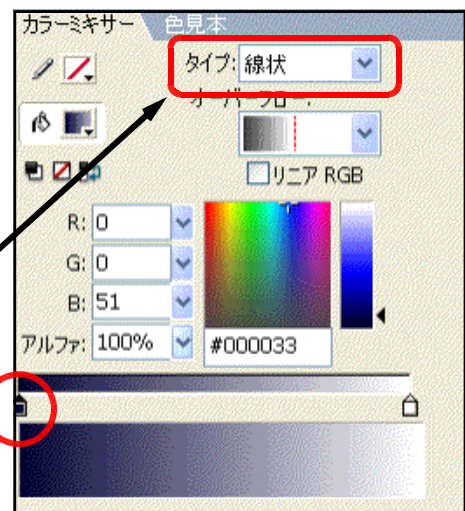 カラーミキサー 色見本
タイプ: 線状
オーバーフロー:
リニア RGB
R: 0
G: 0
B: 51
アルファ: 100% #000033